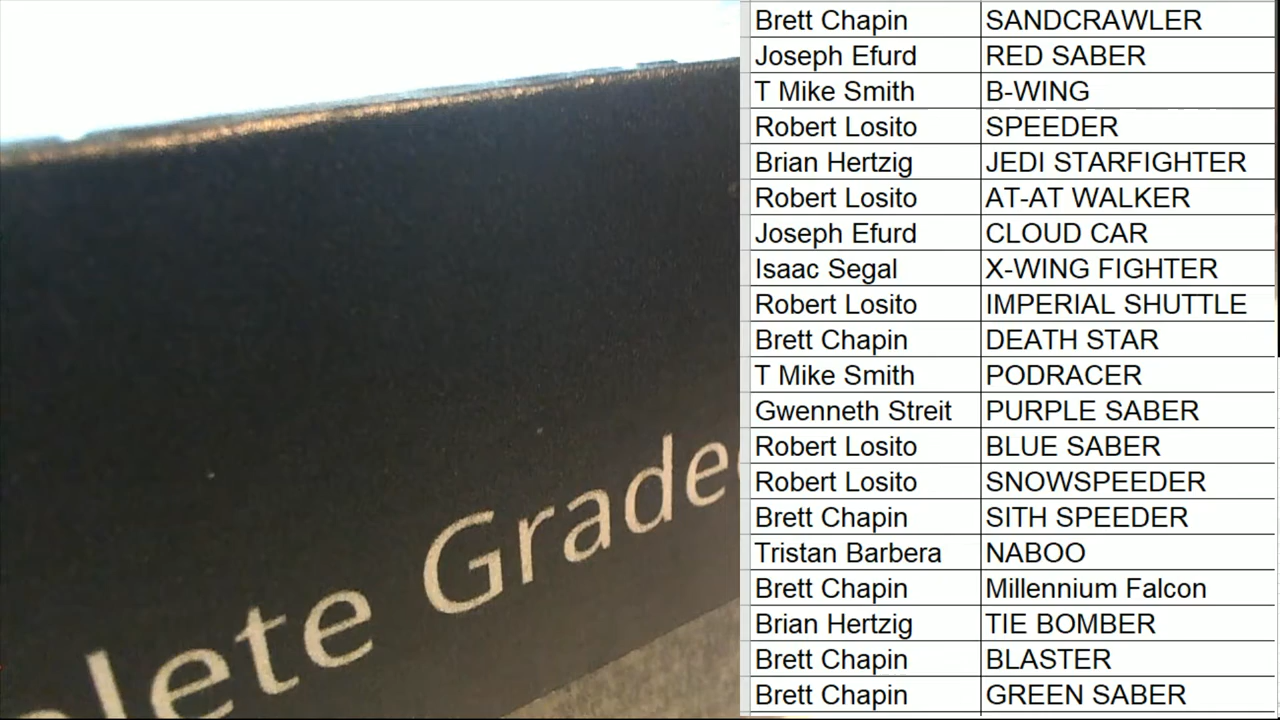 Brett Chapin SANDCRAWLER
Joseph Efurd RED SABER
T Mike Smith B-WING
Robert Losito SPEEDER
Brian Hertzig JEDI STARFIGHTER
Robert Losito AT-AT WALKER
Joseph Efurd CLOUD CAR
Isaac Segal X-WING FIGHTER
Robert Losito IMPERIAL SHUTTLE
Brett Chapin DEATH STAR
T Mike Smith PODRACER
Gwenneth Streit PURPLE SABER
Robert Losito BLUE SABER
Robert Losito SNOWSPEEDER
Brett Chapin SITH SPEEDER
Tristan Barbera NABOO
Brett Chapin Millennium Falcon
Brian Hertzig TIE BOMBER
Brett Chapin BLASTER
Brett Chapin GREEN SABER
lete Grade